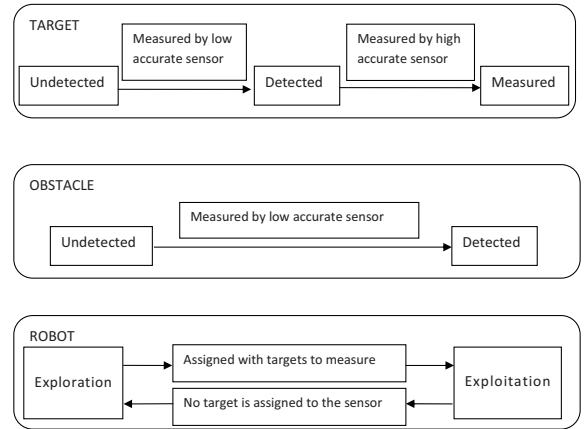 TARGET
Measured by low
accurate sensor
Measured by high
accurate sensor
Undetected
Detected
Measured
OBSTACLE
Measured by low accurate sensor
Undetected
Detected
ROBOT
Exploration
Assigned with targets to measure
No target is assigned to the sensor
Exploitation